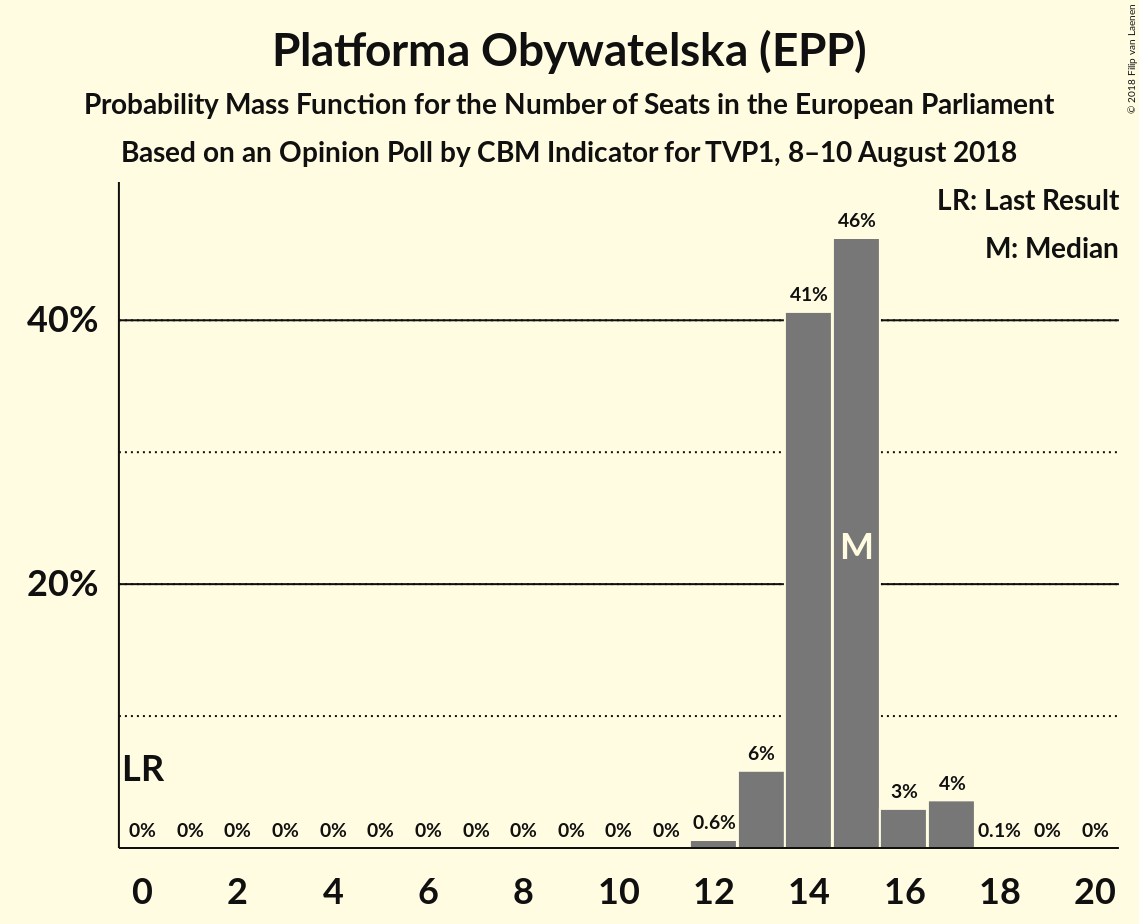 Platforma Obywatelska (EPP)
Probability Mass Function for the Number of Seats in the European Parliament
Based on an Opinion Poll by CBM Indicator for TVP1, 8–10 August 2018
© 2018 Filip van Laenen
LR: Last Result
M: Median
46%
41%
40%
M
20%
6%
LR
4%
3%
0% 0% 0% 0% 0% 0% 0% 0% 0% 0% 0% 0% 0.6% 0.1% 0% 0%
0 2 4 6 8 10 12 14 16 18 20